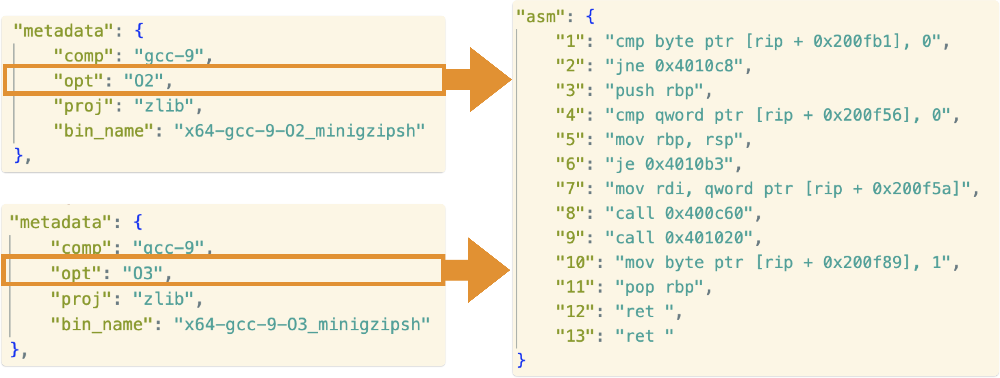 "metadata": {
"comp": "gcc-9",
"opt": "O2",
"proj": "zlib",
"bin_name": "x64-gcc-9-O2_minigzipsh"
},
"metadata": {
"comp": "gcc-9",
"opt": "O3",
"proj": "zlib",
"bin_name": "x64-gcc-9-O3_minigzipsh"
},
"asm": {
"1": "cmp byte ptr [rip + 0x200fb1], 0",
"2": "jne 0x4010c8",
"3": "push rbp",
"4": "cmp qword ptr [rip + 0x200f56], 0",
"5": "mov rbp, rsp",
"6": "je 0x4010b3",
"7": "mov rdi, qword ptr [rip + 0x200f5a]",
"8": "call 0x400c60",
"9": "call 0x401020",
"10": "mov byte ptr [rip + 0x200f89], 1",
"11": "pop rbp",
"12": "ret ",
"13": "ret "
}